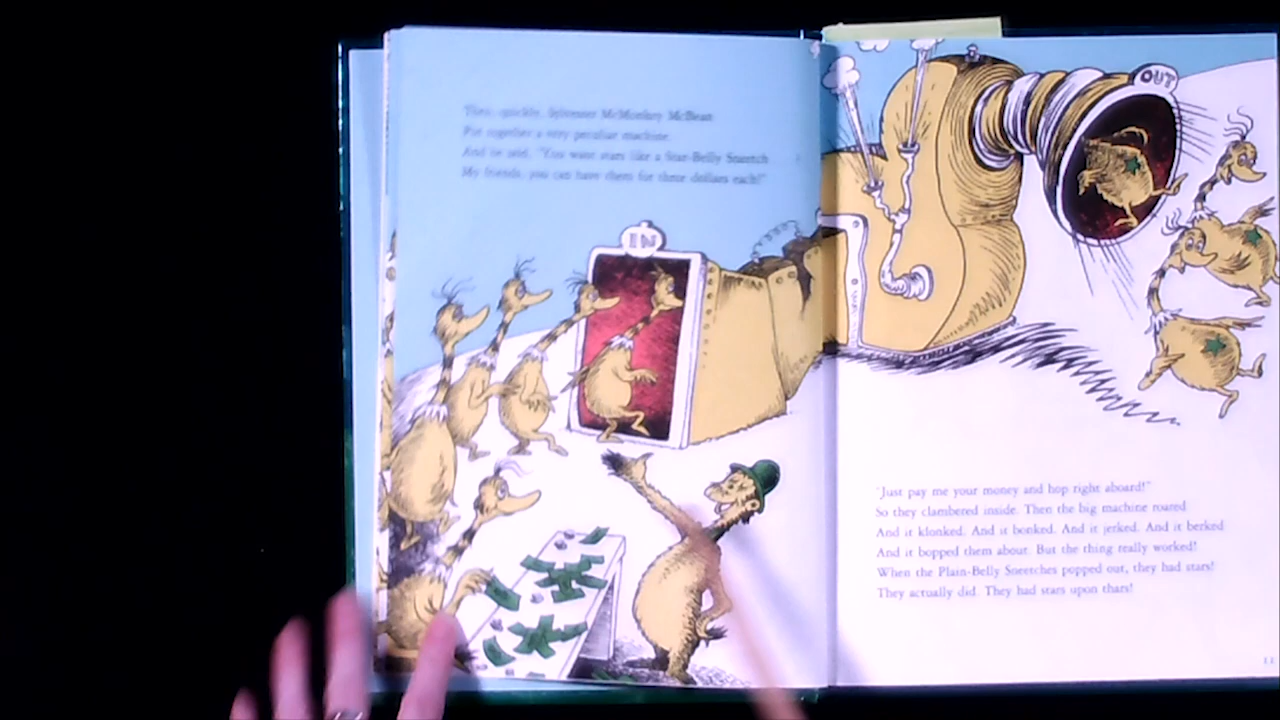 Then, quickly, Sylvester McMonkey McBean
Put together a very peculiar machine.
And he said, "You want stars like a Star-Belly Sneetch
My friends, you can have them for three dollars each!"
IN
OUT
"Just pay me your money and hop right aboard!"
So they clambered inside. Then the big machine roared
And it klonked. And it bonked. And it jerked. And it berked
And it bopped them about. But the thing really worked!
When the Plain-Belly Sneetches popped out, they had stars!
They actually did. They had stars upon thars!